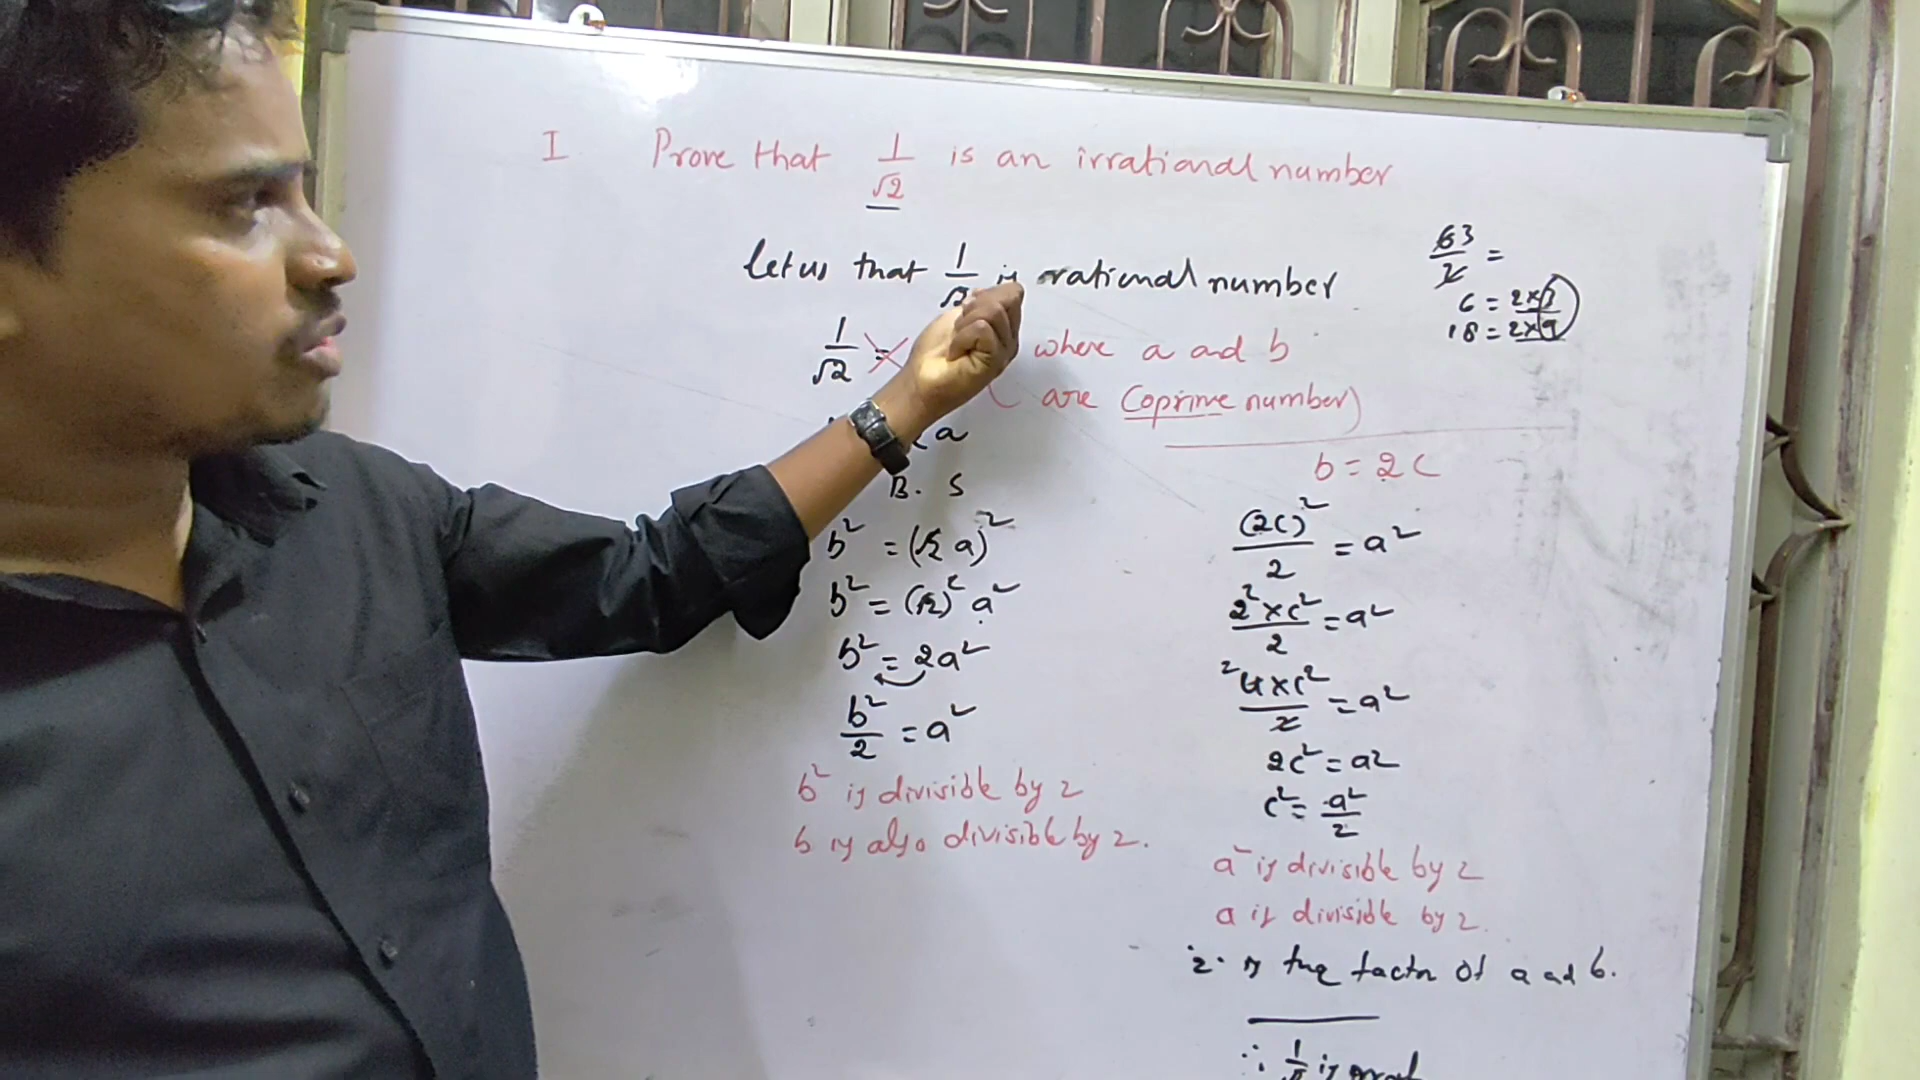 I Prove that 1/√2 is an irrational number
let us that 1/√2 is rational number
1/√2 = where a and b
(are Coprime number)
a
B. S
b² = (√2 a)²
b² = (√2)² a²
b² = 2a²
b²/2 = a²
b² is divisible by 2
b is also divisible by 2.
63/2 =
6 = 2×3
18 = 2×9
b = 2C
(2C)²/2 = a²
2²×c²/2 = a²
²4×c²/2 = a²
2c² = a²
c² = a²/2
a² is divisible by 2
a is divisible by 2.
2 is the factor of a and b.
∴ 1/√2 is